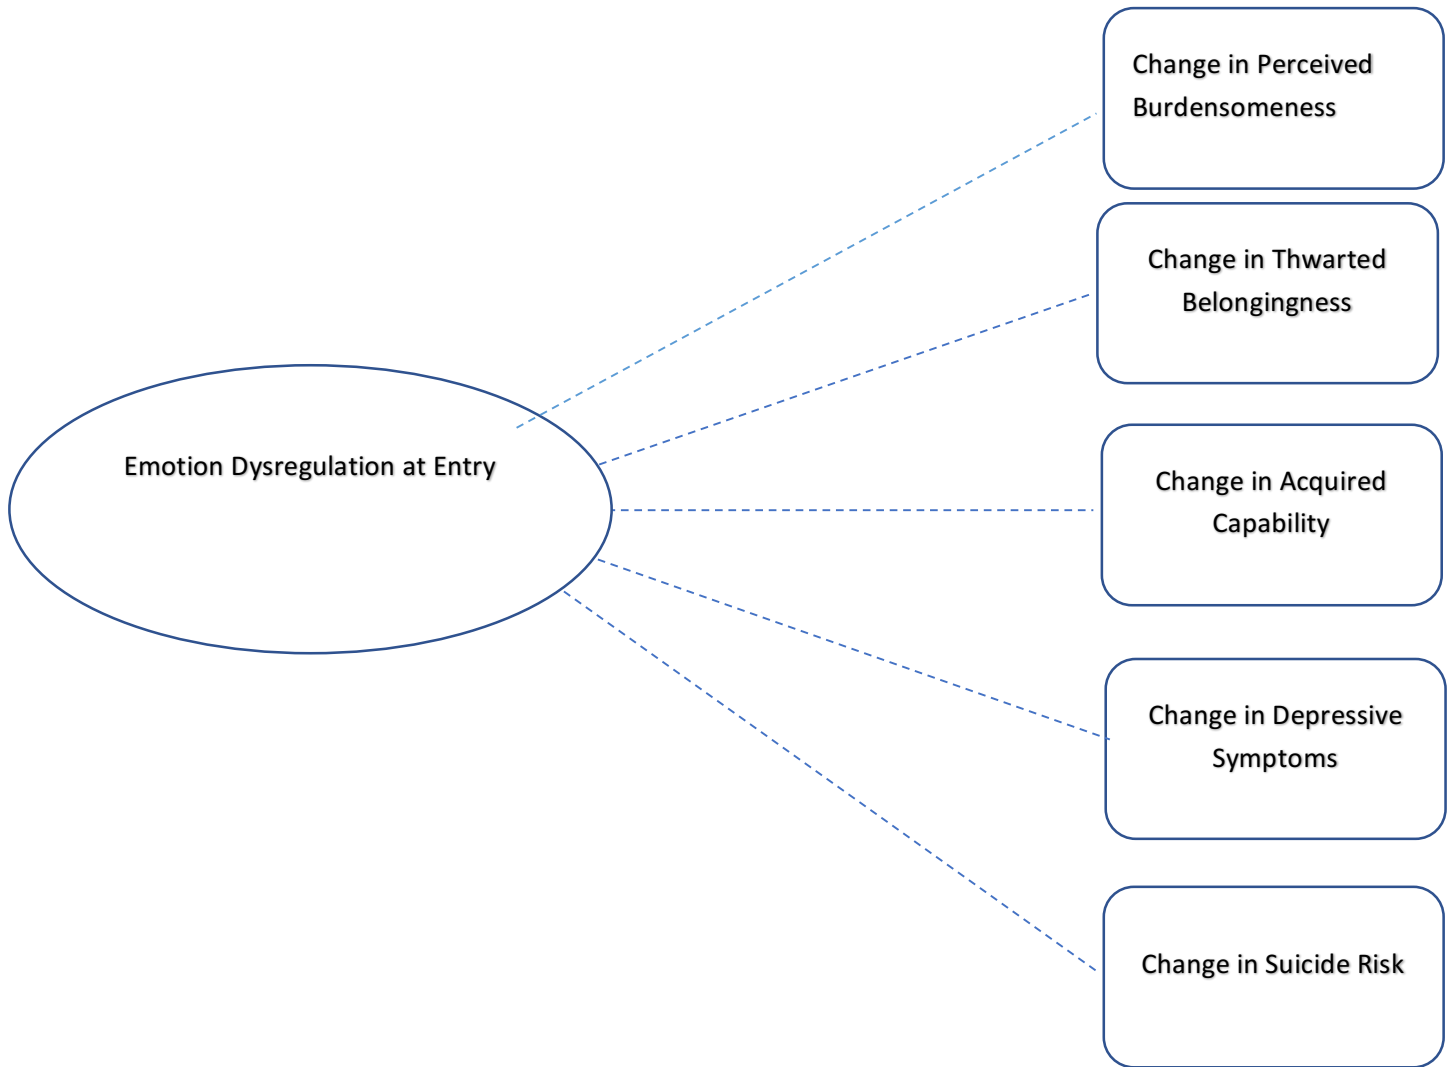 Change in Perceived
Burdensomeness
Change in Thwarted
Belongingness
Emotion Dysregulation at Entry
Change in Acquired
Capability
Change in Depressive
Symptoms
Change in Suicide Risk